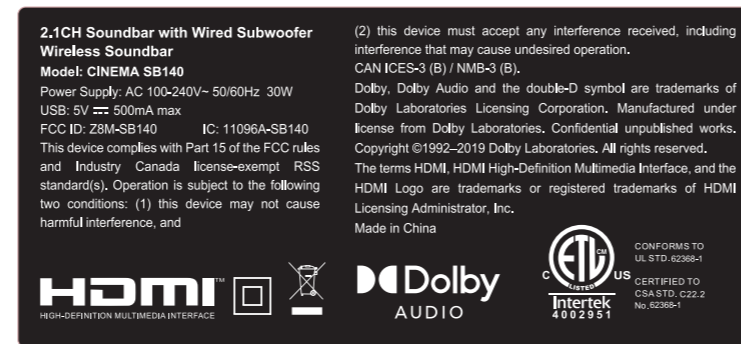 2.1CH Soundbar with Wired Subwoofer
Wireless Soundbar
Model: CINEMA SB140
Power Supply: AC 100-240V~ 50/60Hz 30W
USB: 5V ⎓ 500mA max
FCC ID: Z8M-SB140 IC: 11096A-SB140
This device complies with Part 15 of the FCC rules
and Industry Canada license-exempt RSS
standard(s). Operation is subject to the following
two conditions: (1) this device may not cause
harmful interference, and
(2) this device must accept any interference received, including
interference that may cause undesired operation.
CAN ICES-3 (B) / NMB-3 (B).
Dolby, Dolby Audio and the double-D symbol are trademarks of
Dolby Laboratories Licensing Corporation. Manufactured under
license from Dolby Laboratories. Confidential unpublished works.
Copyright ©1992–2019 Dolby Laboratories. All rights reserved.
The terms HDMI, HDMI High-Definition Multimedia Interface, and the
HDMI Logo are trademarks or registered trademarks of HDMI
Licensing Administrator, Inc.
Made in China
HDMI™
HIGH-DEFINITION MULTIMEDIA INTERFACE
Dolby
AUDIO
ETL CM
LISTED
C US
Intertek
4002951
CONFORMS TO
UL STD. 62368-1
CERTIFIED TO
CSA STD. C22.2
No. 62368-1